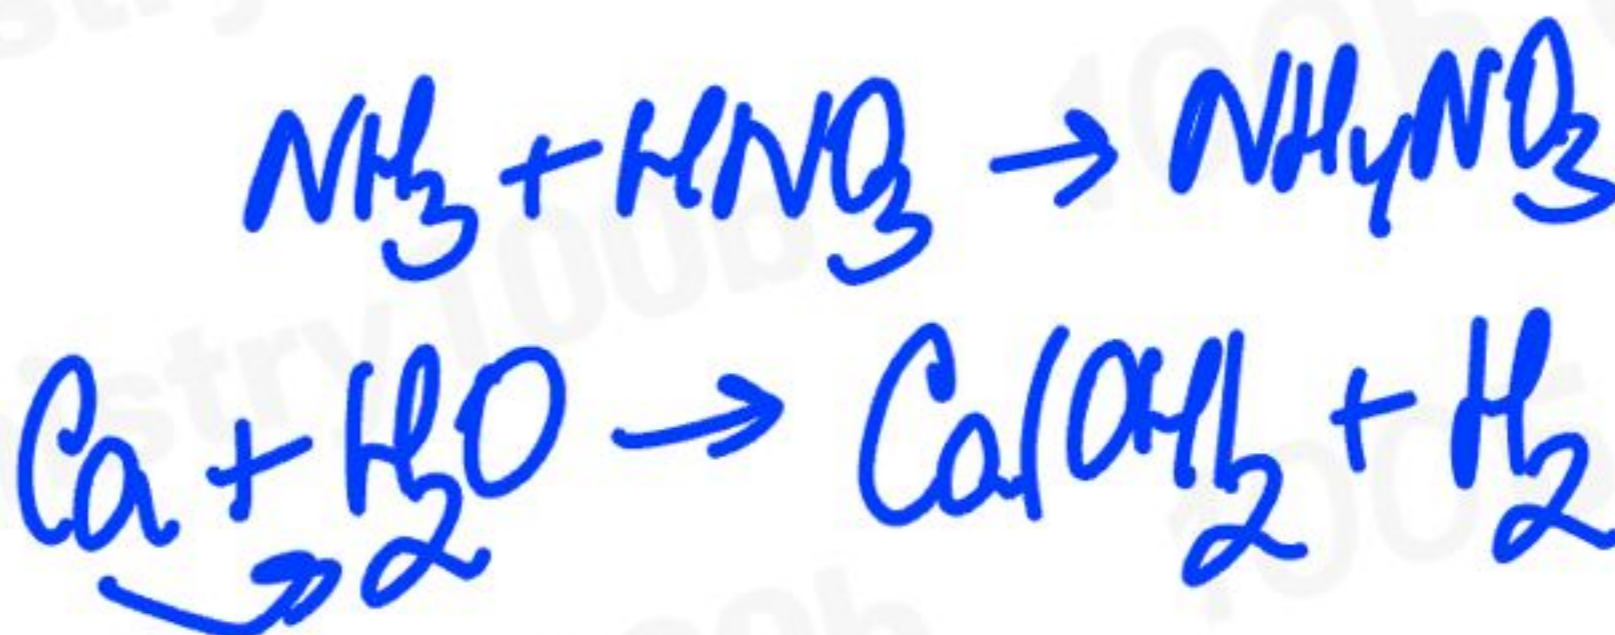 NH₃ + HNO₃ → NH₄NO₃
Ca + H₂O → Ca(OH)₂ + H₂